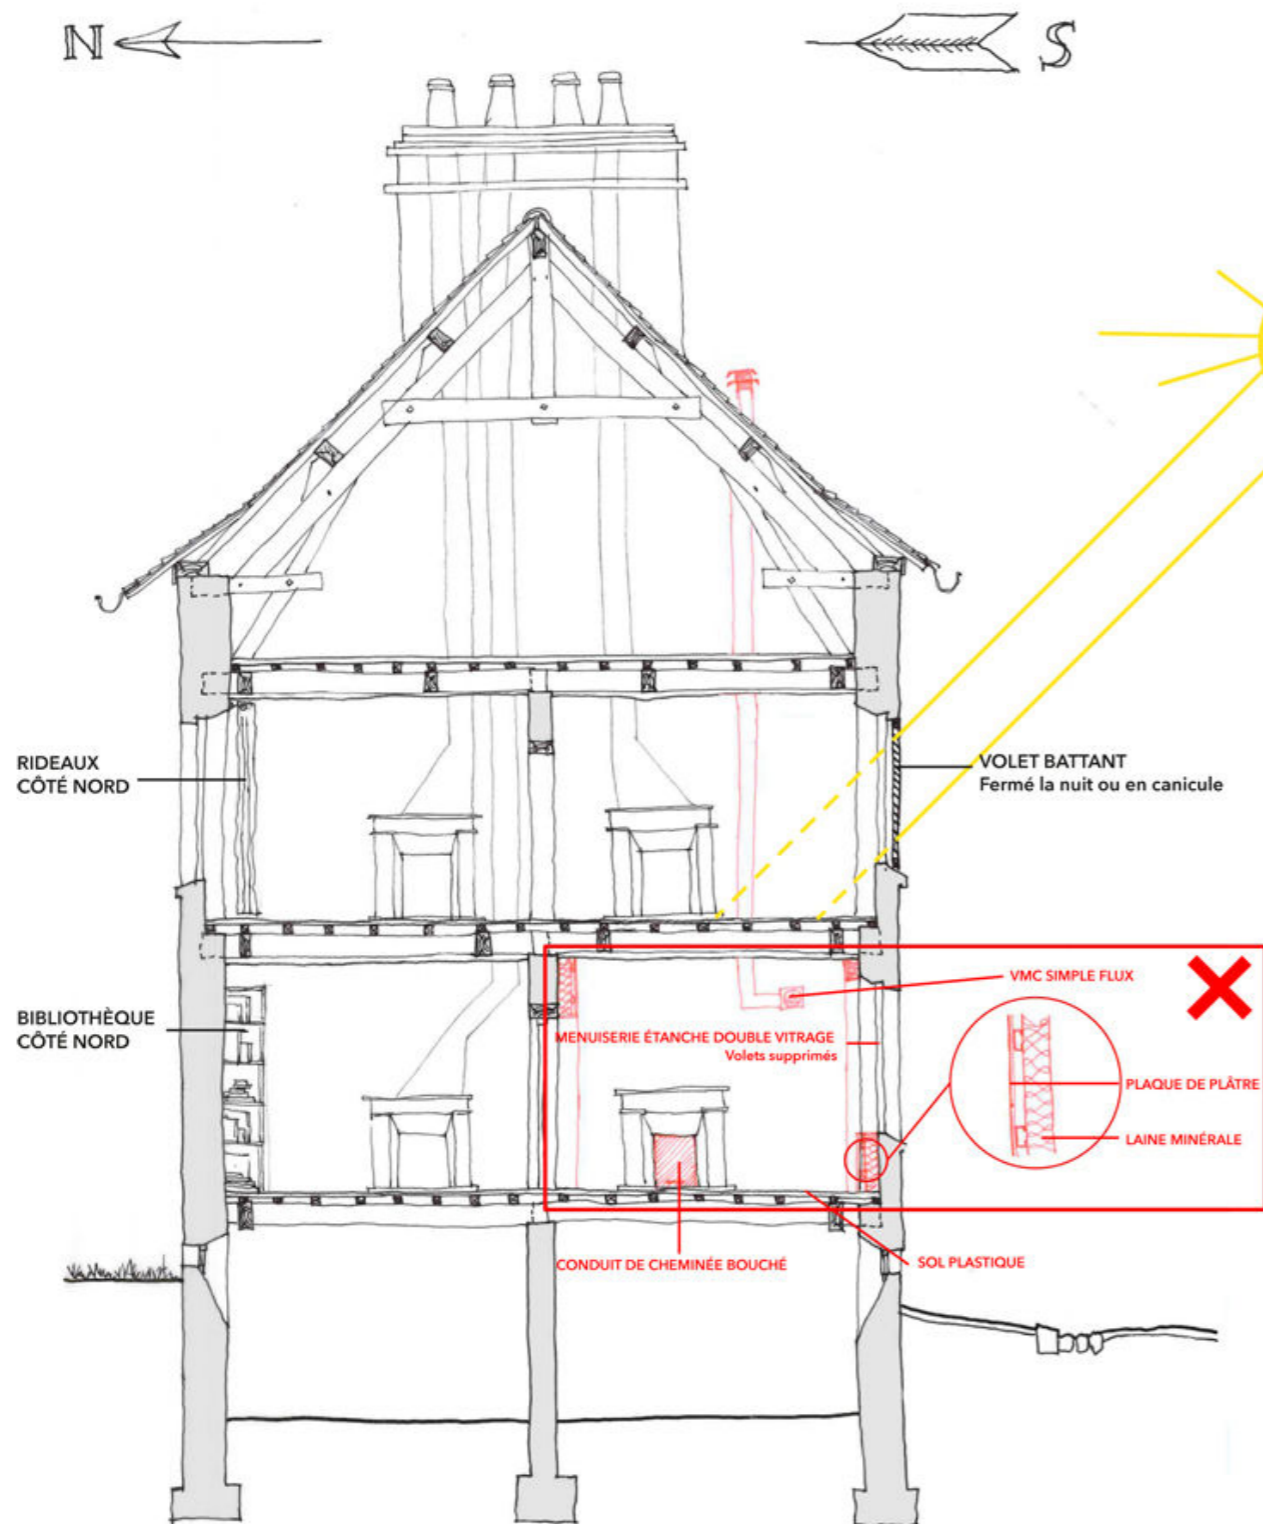 N
S
RIDEAUX
CÔTÉ NORD
VOLET BATTANT
Fermé la nuit ou en canicule
VMC SIMPLE FLUX
BIBLIOTHÈQUE
CÔTÉ NORD
MENUISERIE ÉTANCHE DOUBLE VITRAGE
Volets supprimés
PLAQUE DE PLÂTRE
LAINE MINÉRALE
CONDUIT DE CHEMINÉE BOUCHÉ
SOL PLASTIQUE